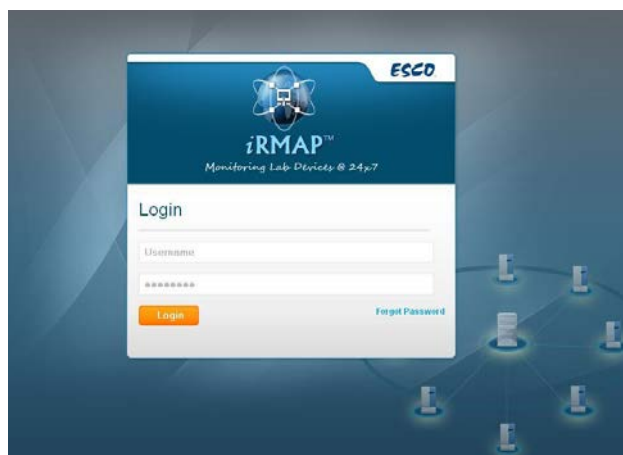 ESCO
iRMAP™
Monitoring Lab Devices @ 24x7
Login
Username
********
Login
Forgot Password